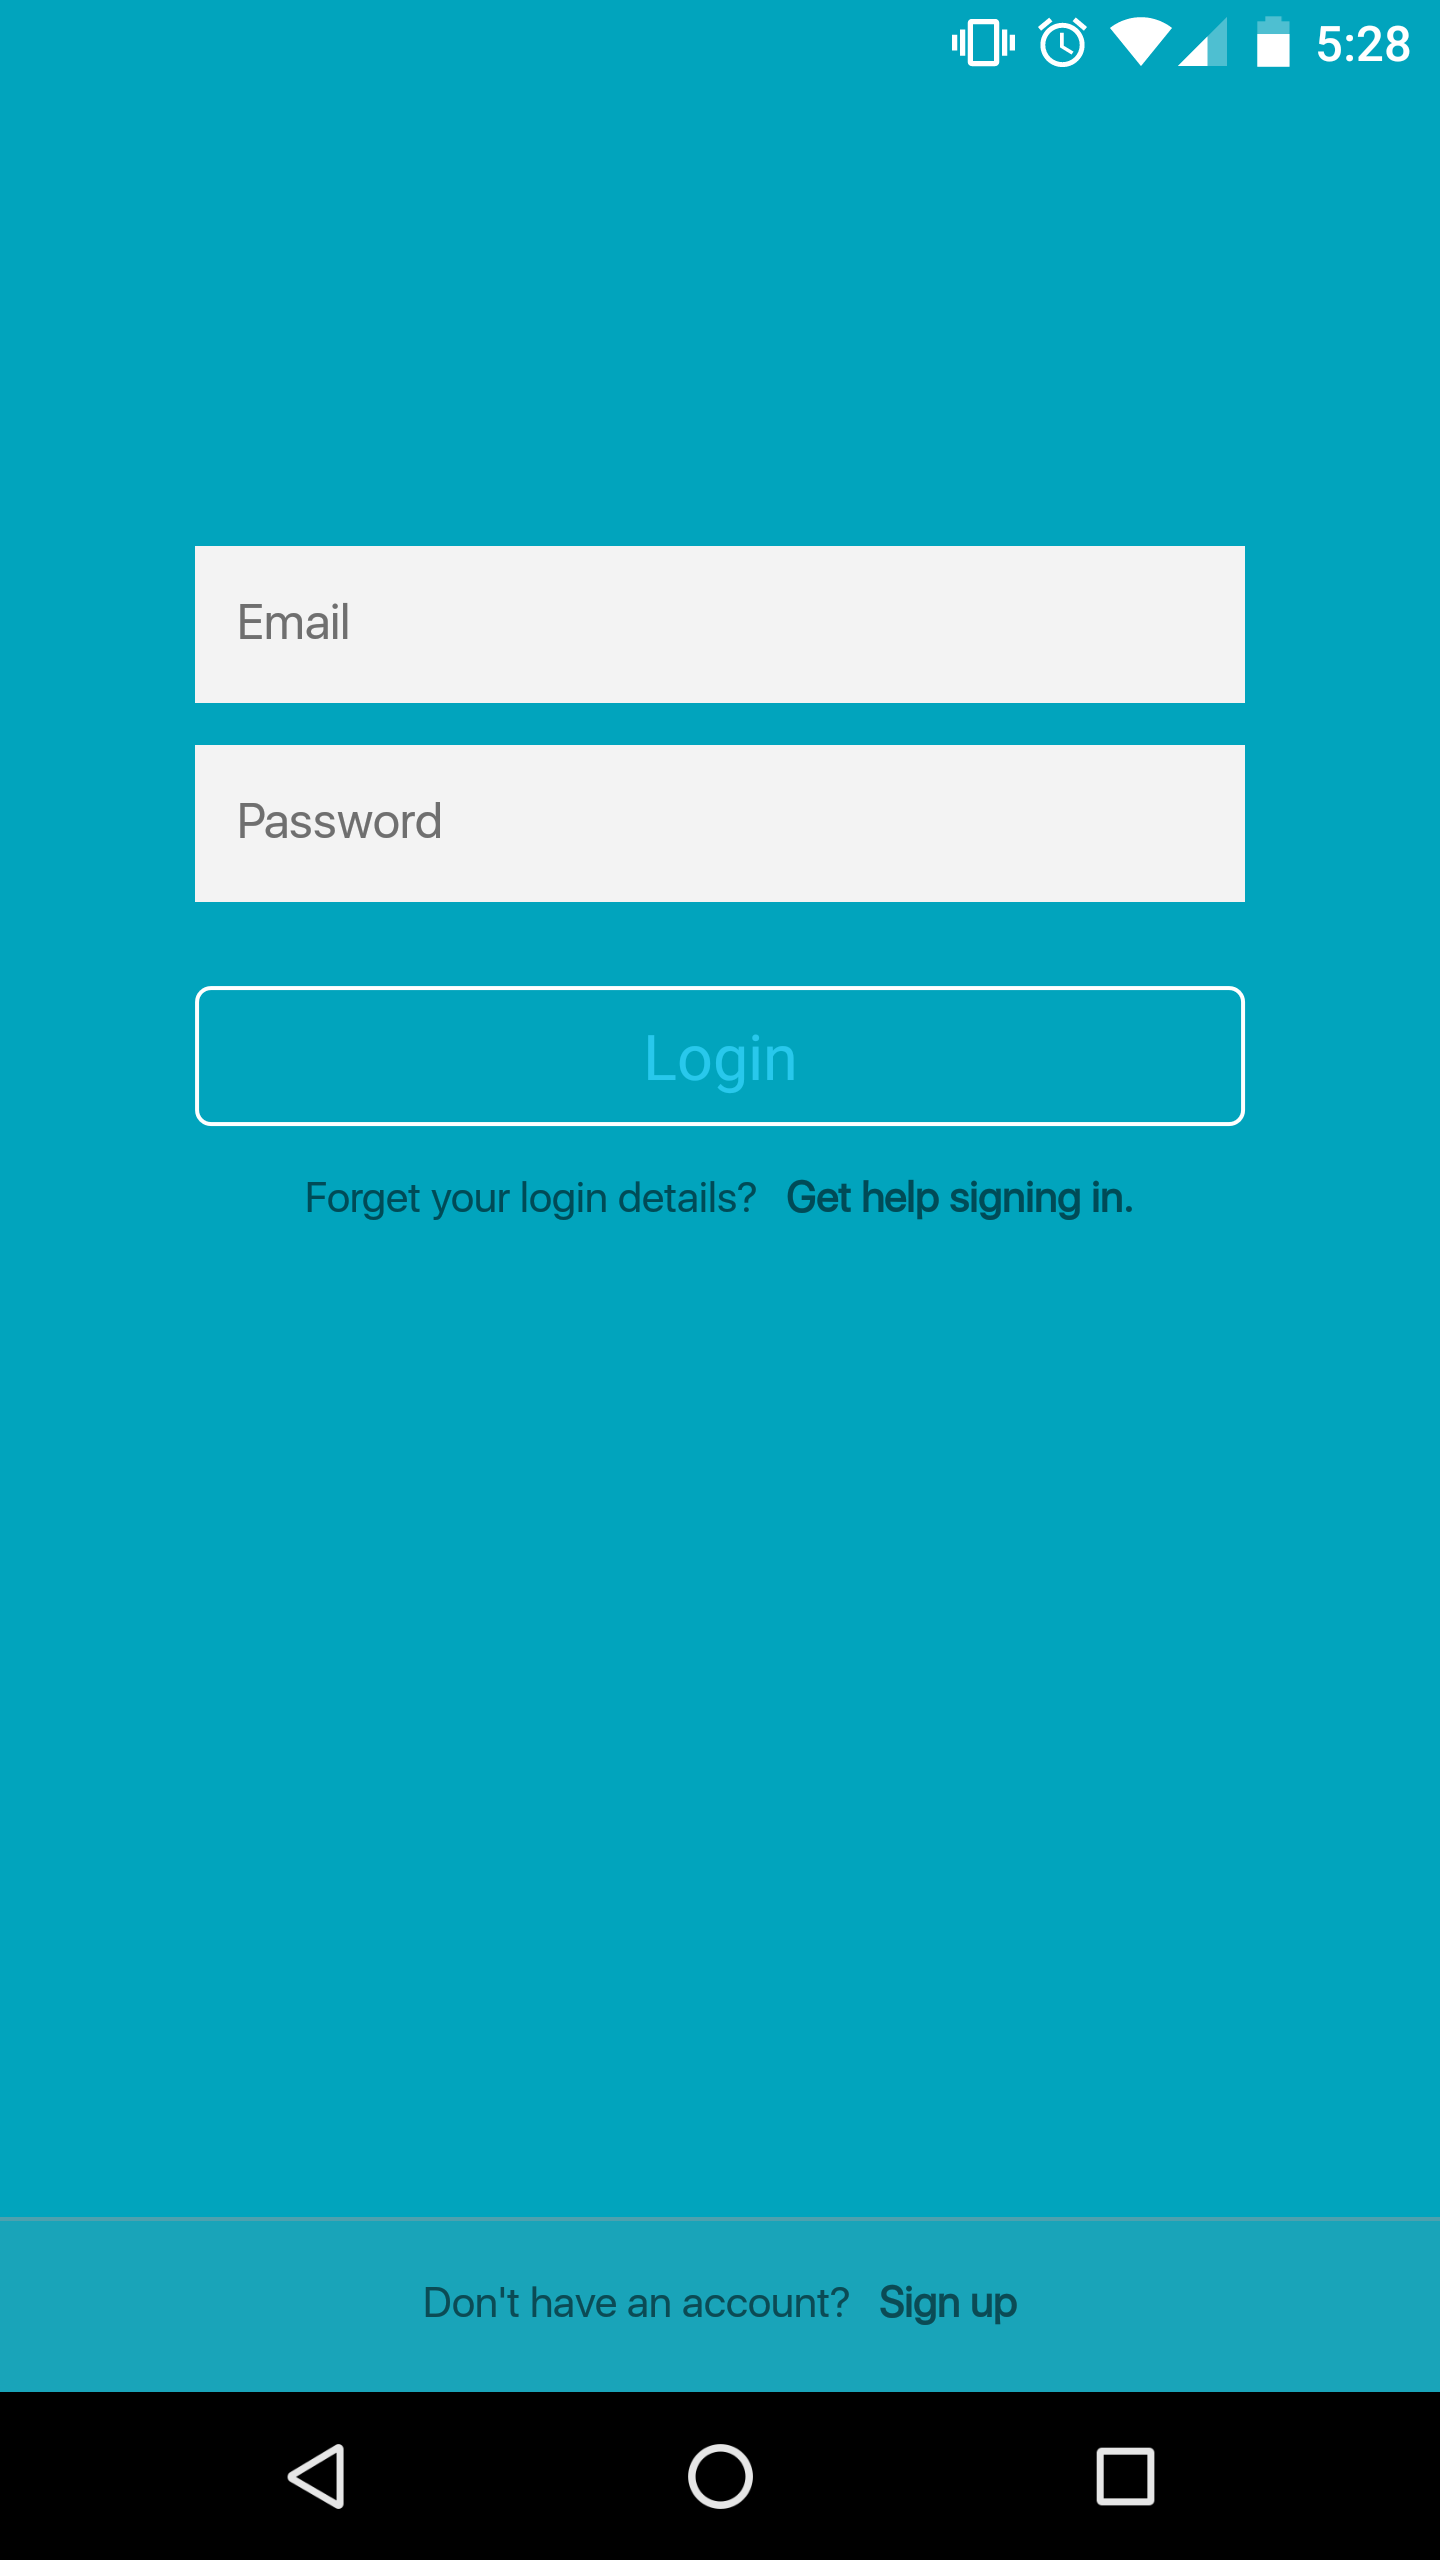 5:28
Email
Password
Login
Forget your login details? Get help signing in.
Don't have an account? Sign up